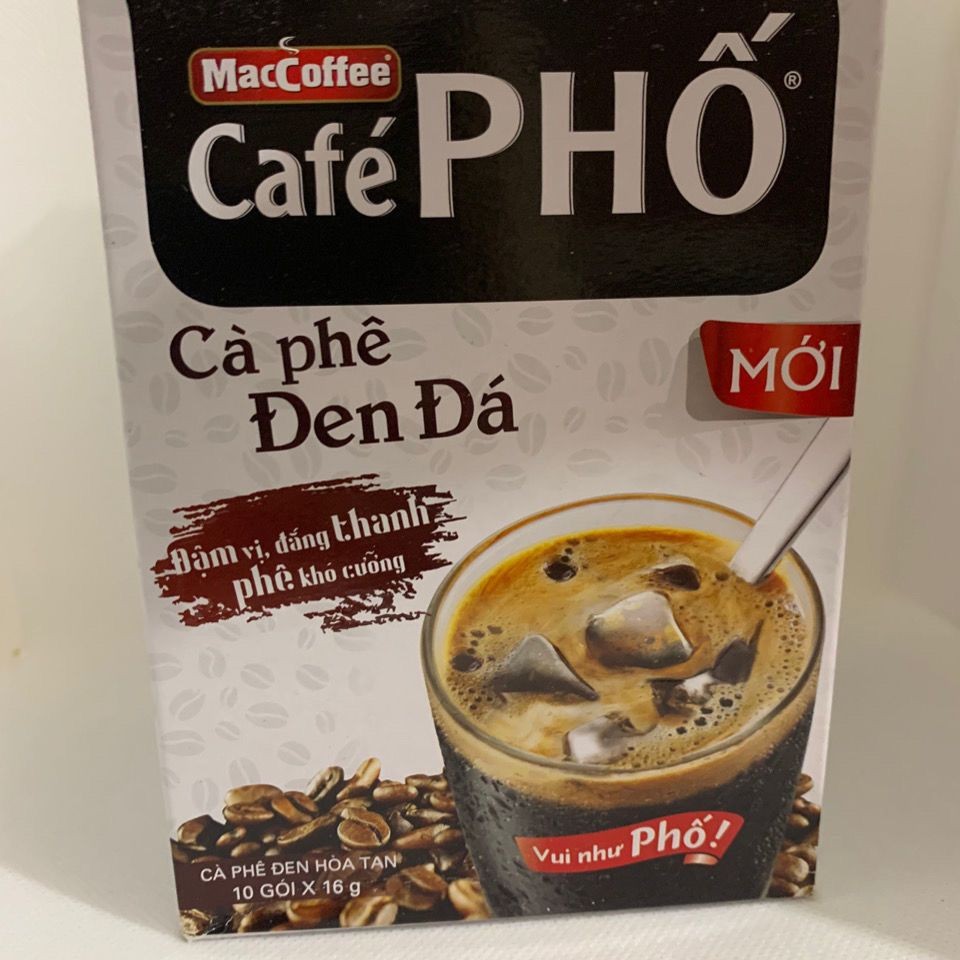 MacCoffee®
Café PHỐ®
Cà phê
Đen Đá
MỚI
Đậm vị, đắng thanh
phê khó cưỡng
Vui như Phố!
CÀ PHÊ ĐEN HÒA TAN
10 GÓI X 16 g